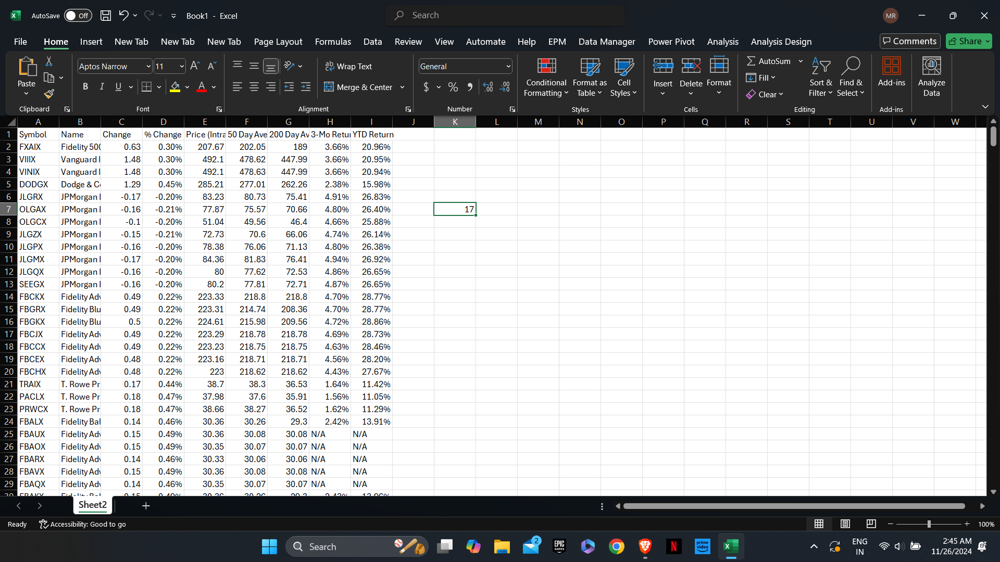 AutoSave Off Book1 - Excel Search MR
File Home Insert New Tab New Tab New Tab Page Layout Formulas Data Review View Automate Help EPM Data Manager Power Pivot Analysis Analysis Design Comments Share
Paste Aptos Narrow 11 Wrap Text General Conditional Formatting Format as Table Cell Styles Insert Delete Format AutoSum Fill Clear Sort & Filter Find & Select Add-ins Analyze Data
B I U A Merge & Center $ %
Clipboard Font Alignment Number Styles Cells Editing Add-ins
A B C D E F G H I J K L M N O P Q R S T U V W
1 Symbol Name Change % Change Price (Intra 50 Day Ave 200 Day Av 3-Mo Retur YTD Return
2 FXAIX Fidelity 500 0.63 0.30% 207.67 202.05 189 3.66% 20.96%
3 VIIIX Vanguard I 1.48 0.30% 492.1 478.62 447.99 3.66% 20.95%
4 VINIX Vanguard I 1.48 0.30% 492.1 478.63 447.99 3.66% 20.94%
5 DODGX Dodge & Co 1.29 0.45% 285.21 277.01 262.26 2.38% 15.98%
6 JLGRX JPMorgan I -0.17 -0.20% 83.23 80.73 75.41 4.91% 26.83%
7 OLGAX JPMorgan I -0.16 -0.21% 77.87 75.57 70.66 4.80% 26.40% 17
8 OLGCX JPMorgan I -0.1 -0.20% 51.04 49.56 46.4 4.66% 25.88%
9 JLGZX JPMorgan I -0.15 -0.21% 72.73 70.6 66.06 4.74% 26.14%
10 JLGPX JPMorgan I -0.16 -0.20% 78.38 76.06 71.13 4.80% 26.38%
11 JLGMX JPMorgan I -0.17 -0.20% 84.36 81.83 76.41 4.94% 26.92%
12 JLGQX JPMorgan I -0.16 -0.20% 80 77.62 72.53 4.86% 26.65%
13 SEEGX JPMorgan I -0.16 -0.20% 80.2 77.81 72.71 4.87% 26.65%
14 FBCKX Fidelity Adv 0.49 0.22% 223.33 218.8 218.8 4.70% 28.77%
15 FBGRX Fidelity Blu 0.49 0.22% 223.31 214.74 208.36 4.70% 28.77%
16 FBGKX Fidelity Blu 0.5 0.22% 224.61 215.98 209.56 4.72% 28.86%
17 FBCJX Fidelity Adv 0.49 0.22% 223.29 218.78 218.78 4.69% 28.73%
18 FBCCX Fidelity Adv 0.49 0.22% 223.23 218.75 218.75 4.63% 28.46%
19 FBCEX Fidelity Adv 0.48 0.22% 223.16 218.71 218.71 4.56% 28.20%
20 FBCHX Fidelity Adv 0.48 0.22% 223 218.62 218.62 4.43% 27.67%
21 TRAIX T. Rowe Pr 0.17 0.44% 38.7 38.3 36.53 1.64% 11.42%
22 PACLX T. Rowe Pr 0.18 0.47% 37.98 37.6 35.91 1.56% 11.05%
23 PRWCX T. Rowe Pr 0.18 0.47% 38.66 38.27 36.52 1.62% 11.29%
24 FBALX Fidelity Bal 0.14 0.46% 30.36 30.26 29.3 2.42% 13.91%
25 FBAUX Fidelity Adv 0.15 0.49% 30.36 30.08 30.08 N/A N/A
26 FBAOX Fidelity Adv 0.15 0.49% 30.35 30.07 30.07 N/A N/A
27 FBARX Fidelity Adv 0.14 0.46% 30.33 30.06 30.06 N/A N/A
28 FBAVX Fidelity Adv 0.15 0.49% 30.36 30.08 30.08 N/A N/A
29 FBAQX Fidelity Adv 0.14 0.46% 30.35 30.07 30.07 N/A N/A
Sheet2
Ready Accessibility: Good to go 100%
Search 2 EPIC GAMES N prime video ENG IN 2:45 AM 11/26/2024